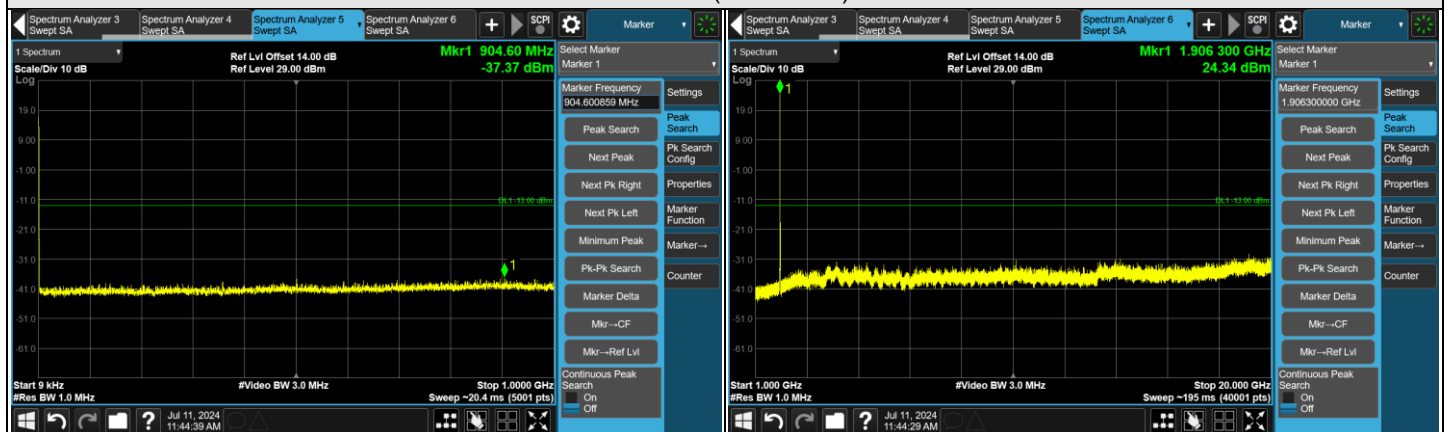 Spectrum Analyzer 3
Swept SA
Spectrum Analyzer 4
Swept SA
Spectrum Analyzer 5
Swept SA
Spectrum Analyzer 6
Swept SA
+
SCPI
Marker
1 Spectrum
Scale/Div 10 dB
Log
Ref Lvl Offset 14.00 dB
Ref Level 29.00 dBm
Mkr1 904.60 MHz
-37.37 dBm
19.0
9.00
-1.00
-11.0
-21.0
-31.0
-41.0
-51.0
-61.0
DL1 -13.00 dBm
1
Start 9 kHz
#Res BW 1.0 MHz
#Video BW 3.0 MHz
Stop 1.0000 GHz
Sweep ~20.4 ms (5001 pts)
Select Marker
Marker 1
Marker Frequency
904.600859 MHz
Peak Search
Next Peak
Next Pk Right
Next Pk Left
Minimum Peak
Pk-Pk Search
Marker Delta
Mkr→CF
Mkr→Ref Lvl
Continuous Peak
Search
On
Off
Settings
Peak
Search
Pk Search
Config
Properties
Marker
Function
Marker→
Counter
?
Jul 11, 2024
11:44:39 AM
Spectrum Analyzer 3
Swept SA
Spectrum Analyzer 4
Swept SA
Spectrum Analyzer 5
Swept SA
Spectrum Analyzer 6
Swept SA
+
SCPI
Marker
1 Spectrum
Scale/Div 10 dB
Log
Ref Lvl Offset 14.00 dB
Ref Level 29.00 dBm
Mkr1 1.906 300 GHz
24.34 dBm
19.0
9.00
-1.00
-11.0
-21.0
-31.0
-41.0
-51.0
-61.0
DL1 -13.00 dBm
1
Start 1.000 GHz
#Res BW 1.0 MHz
#Video BW 3.0 MHz
Stop 20.000 GHz
Sweep ~195 ms (40001 pts)
Select Marker
Marker 1
Marker Frequency
1.906300000 GHz
Peak Search
Next Peak
Next Pk Right
Next Pk Left
Minimum Peak
Pk-Pk Search
Marker Delta
Mkr→CF
Mkr→Ref Lvl
Continuous Peak
Search
On
Off
Settings
Peak
Search
Pk Search
Config
Properties
Marker
Function
Marker→
Counter
?
Jul 11, 2024
11:44:29 AM